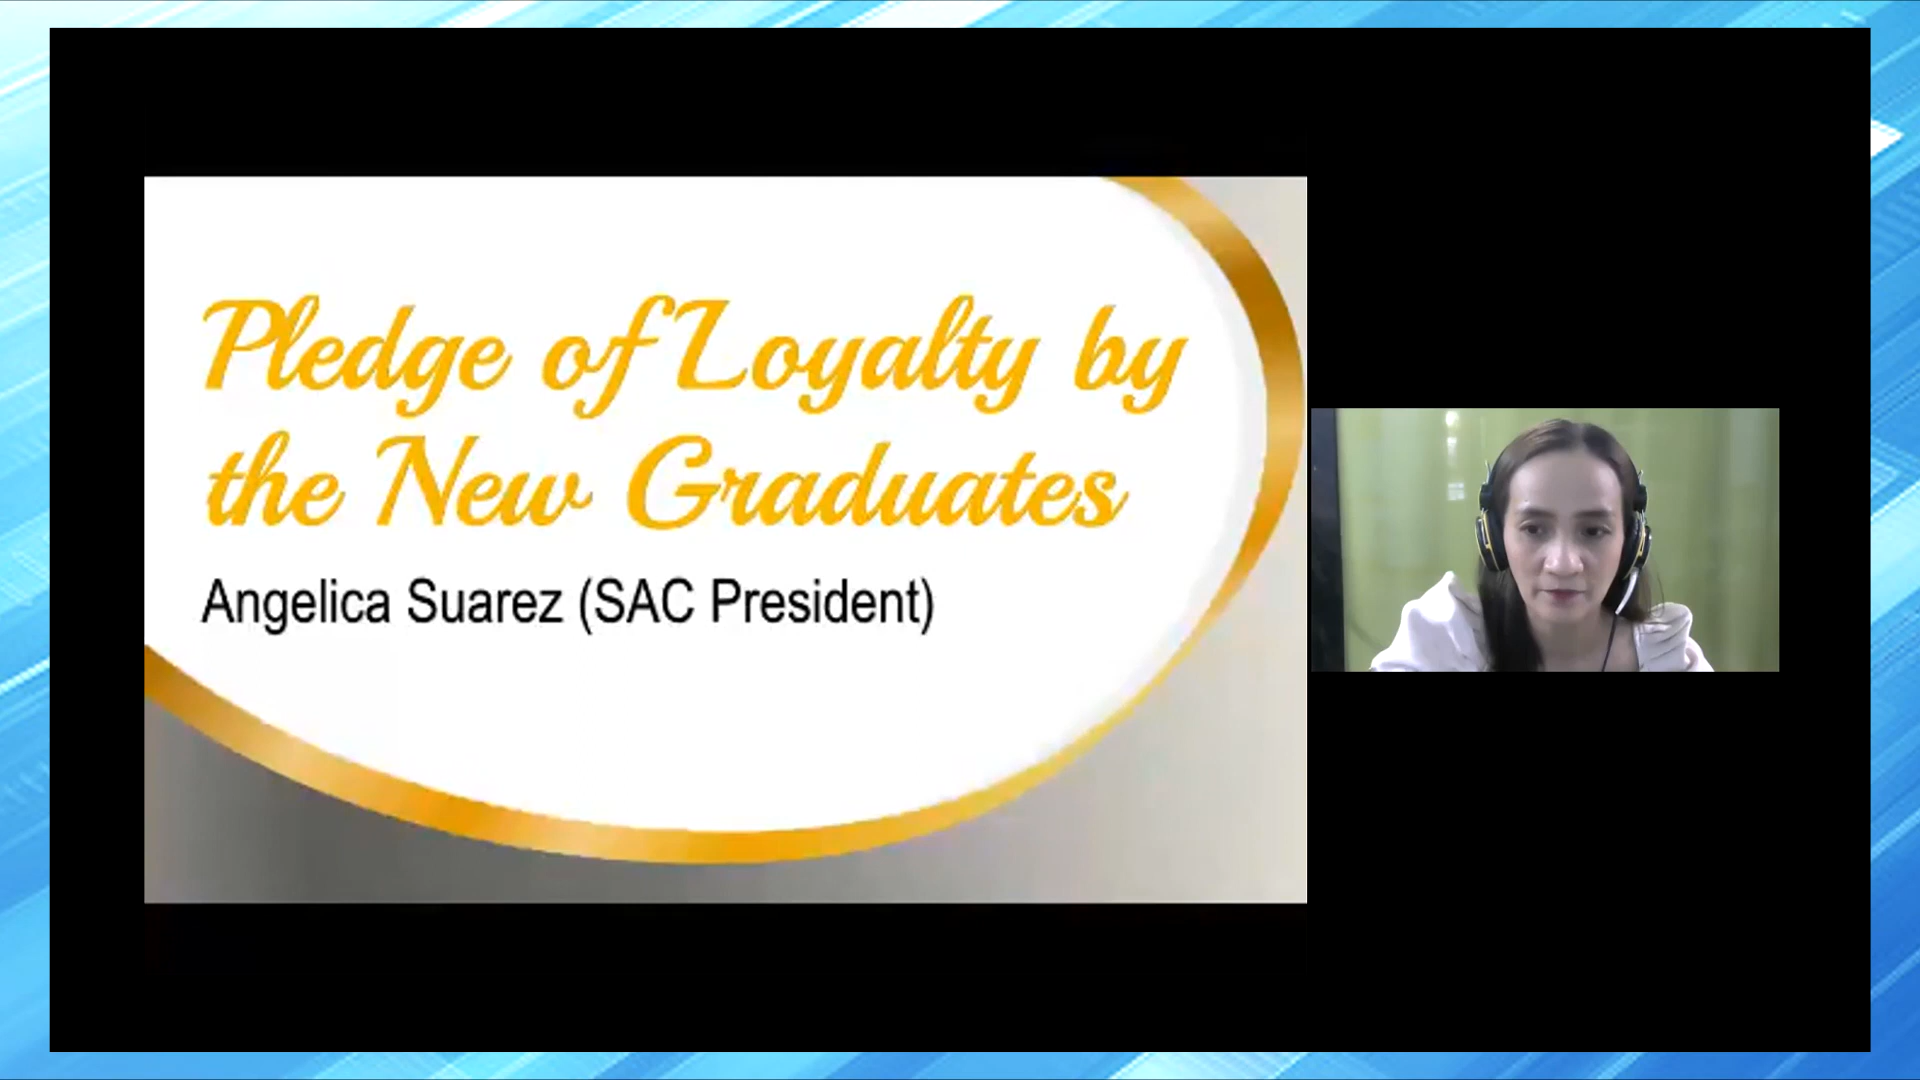 Pledge of Loyalty by
the New Graduates
Angelica Suarez (SAC President)